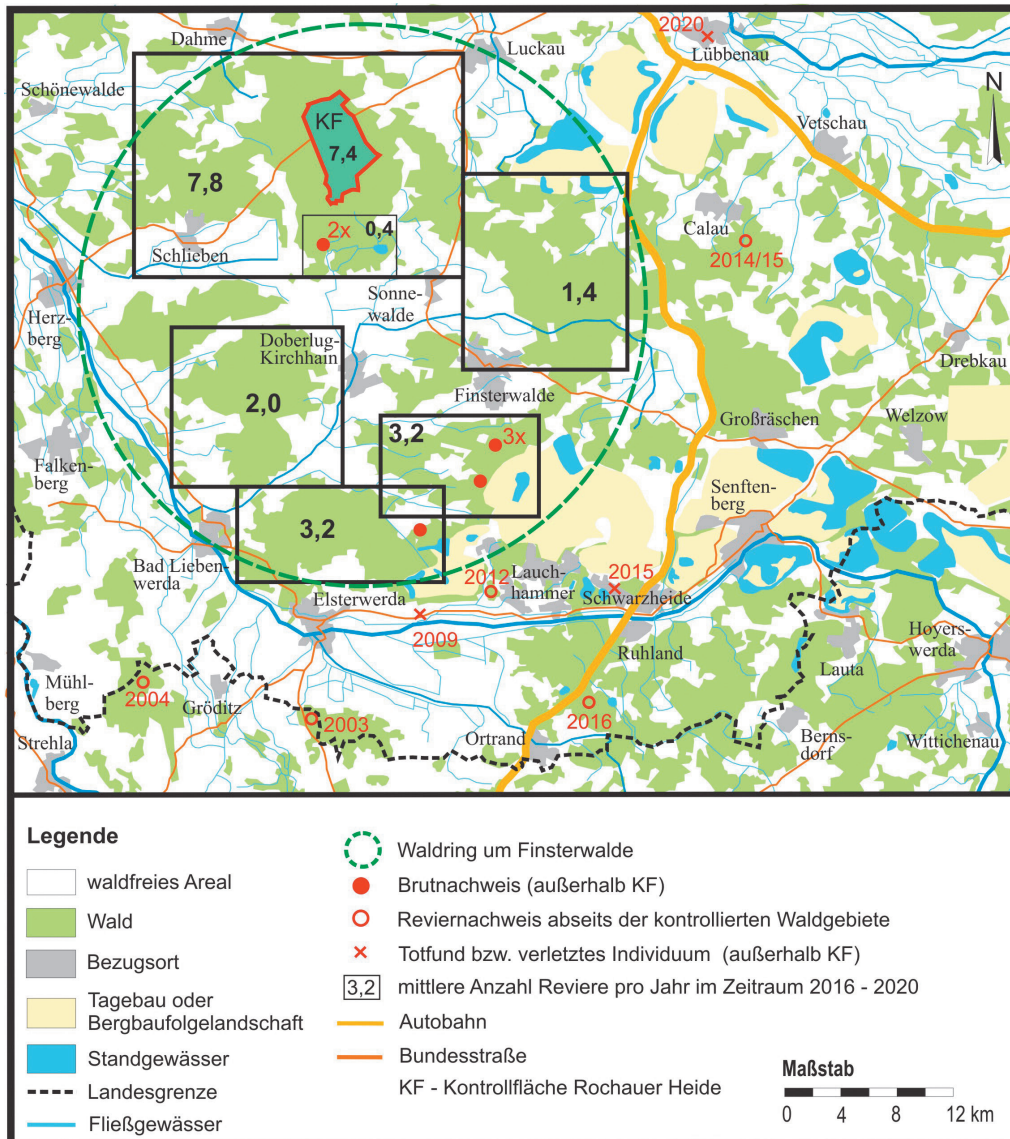 Dahme
Luckau
2020
Lübbenau
Schönewalde
N
KF
7,4
Vetschau
7,8
2x
0,4
Schlieben
Calau
2014/15
Herz-
berg
Sonne-
walde
1,4
Doberlug-
Kirchhain
Drebkau
2,0
Finsterwalde
3,2
3x
Großräschen
Welzow
Falken-
berg
Senften-
berg
3,2
Bad Lieben-
werda
Elsterwerda
2012
Lauch-
hammer
2015
Schwarzheide
2009
Hoyers-
werda
Ruhland
Lauta
Mühl-
berg
2004
Gröditz
2003
2016
Strehla
Ortrand
Berns-
dorf
Wittichenau
Legende
waldfreies Areal
Wald
Bezugsort
Tagebau oder
Bergbaufolgelandschaft
Standgewässer
Landesgrenze
Fließgewässer
Waldring um Finsterwalde
Brutnachweis (außerhalb KF)
Reviernachweis abseits der kontrollierten Waldgebiete
Totfund bzw. verletztes Individuum (außerhalb KF)
3,2 mittlere Anzahl Reviere pro Jahr im Zeitraum 2016 - 2020
Autobahn
Bundesstraße
KF - Kontrollfläche Rochauer Heide
Maßstab
0 4 8 12 km